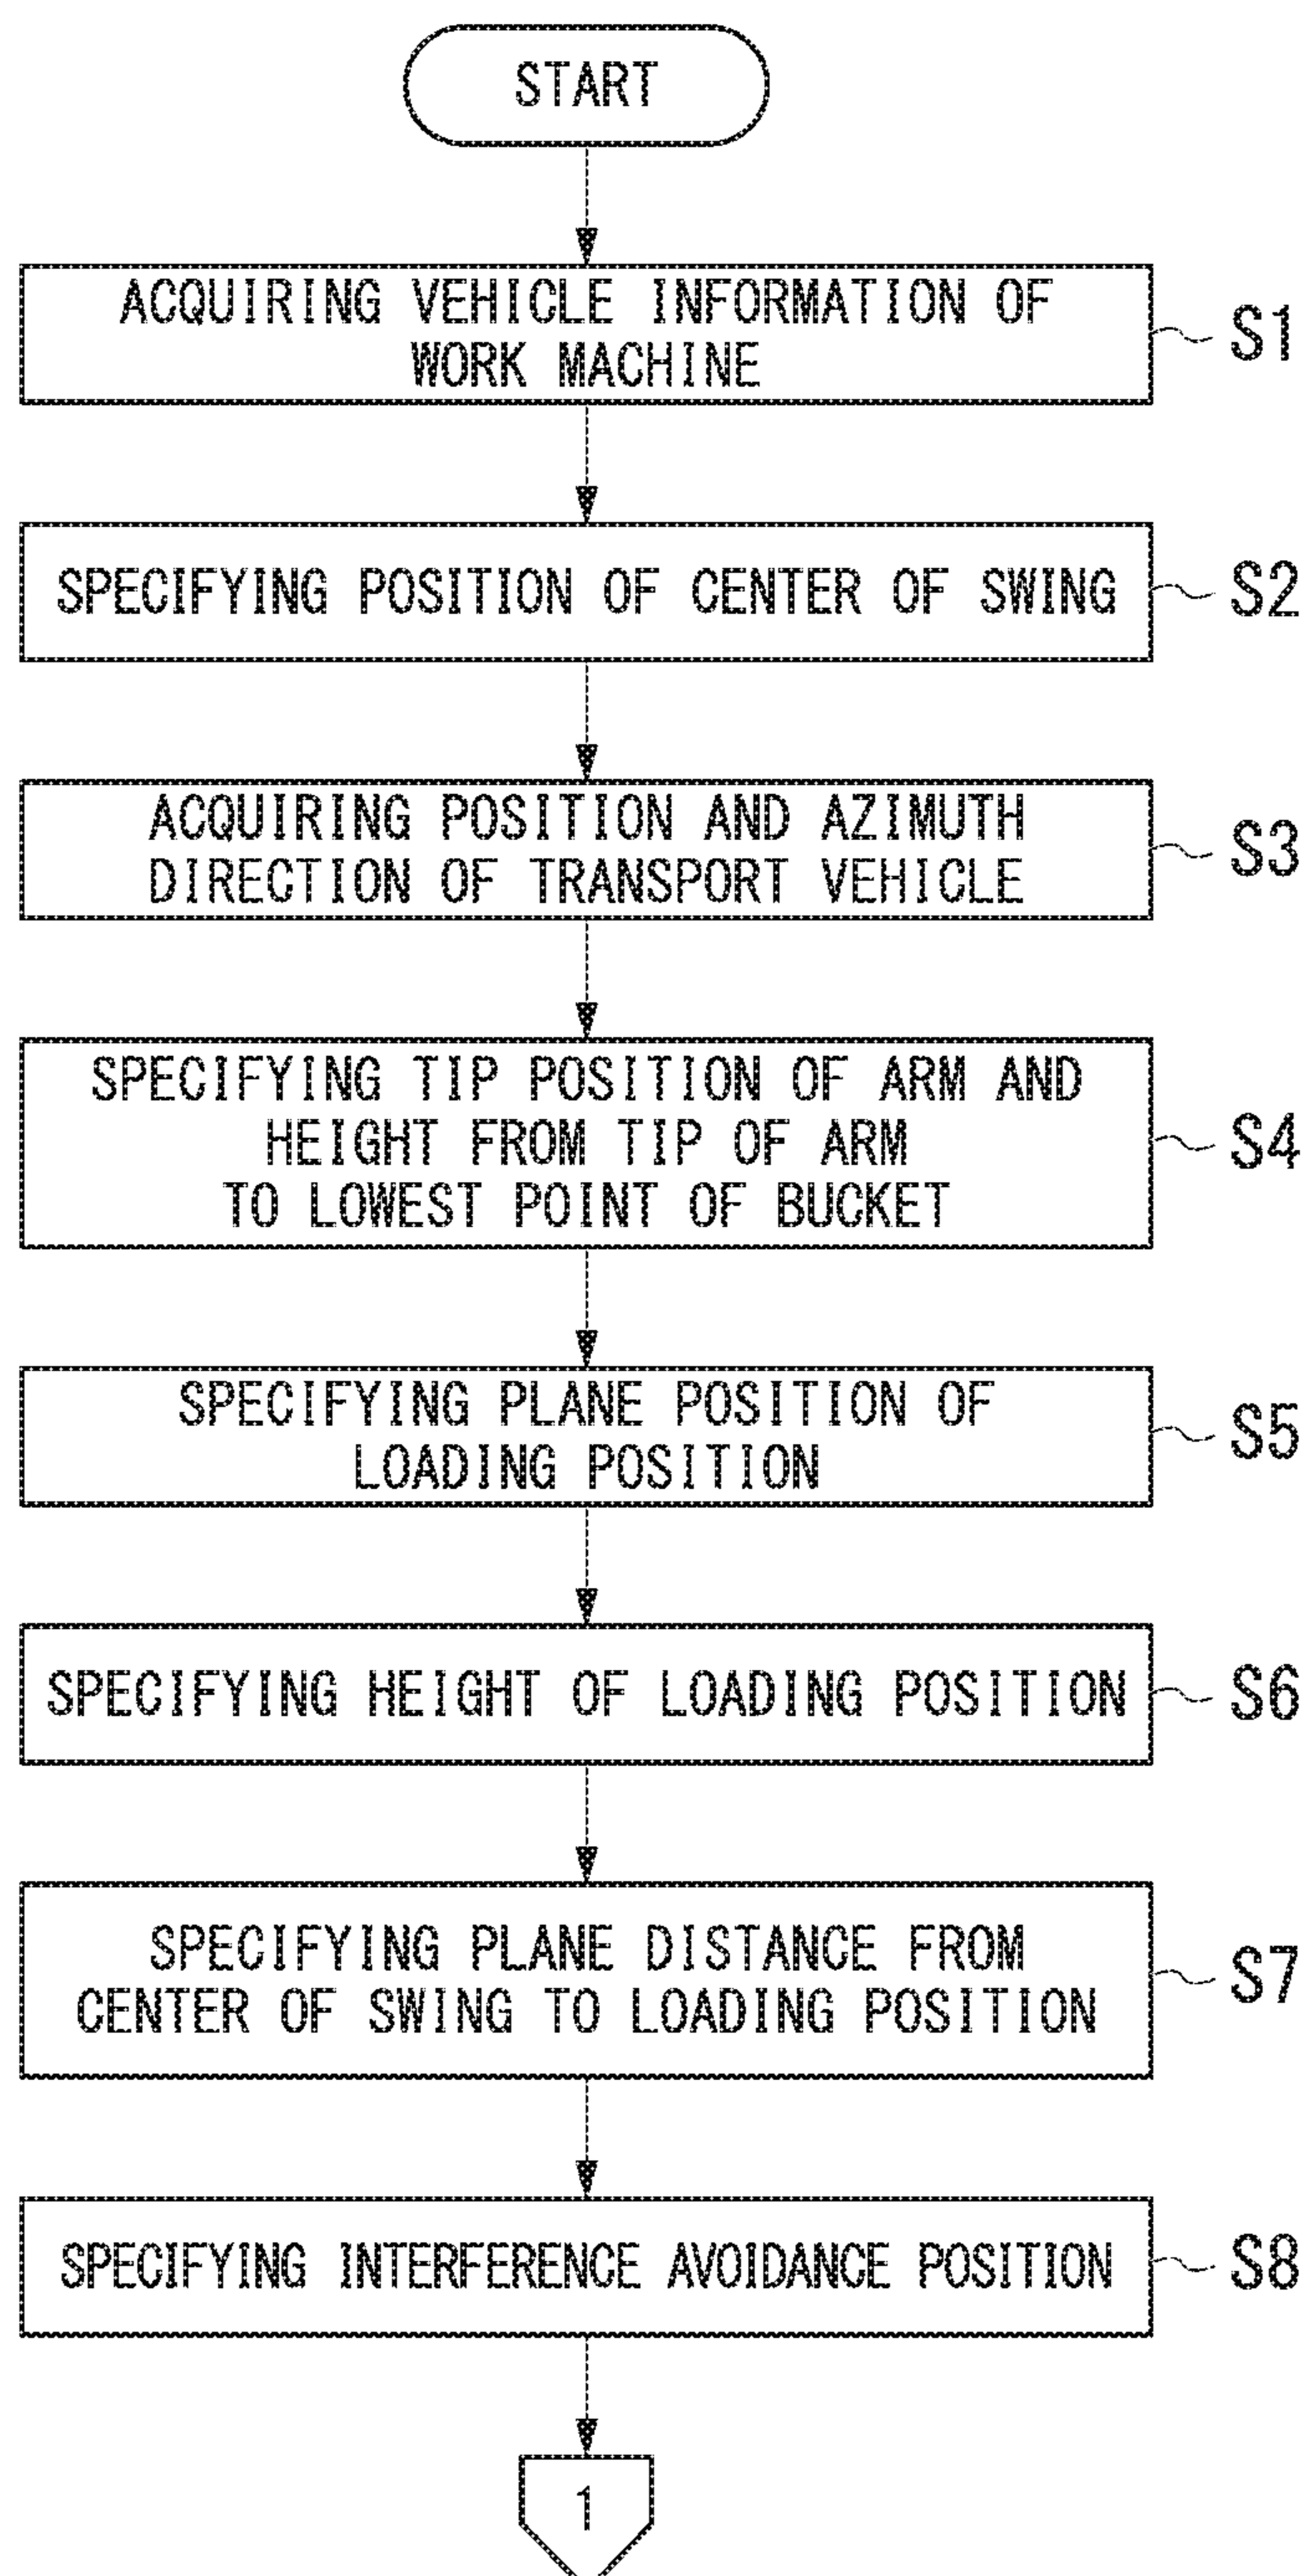 START
ACQUIRING VEHICLE INFORMATION OF
WORK MACHINE
S1
SPECIFYING POSITION OF CENTER OF SWING
S2
ACQUIRING POSITION AND AZIMUTH
DIRECTION OF TRANSPORT VEHICLE
S3
SPECIFYING TIP POSITION OF ARM AND
HEIGHT FROM TIP OF ARM
TO LOWEST POINT OF BUCKET
S4
SPECIFYING PLANE POSITION OF
LOADING POSITION
S5
SPECIFYING HEIGHT OF LOADING POSITION
S6
SPECIFYING PLANE DISTANCE FROM
CENTER OF SWING TO LOADING POSITION
S7
SPECIFYING INTERFERENCE AVOIDANCE POSITION
S8
1